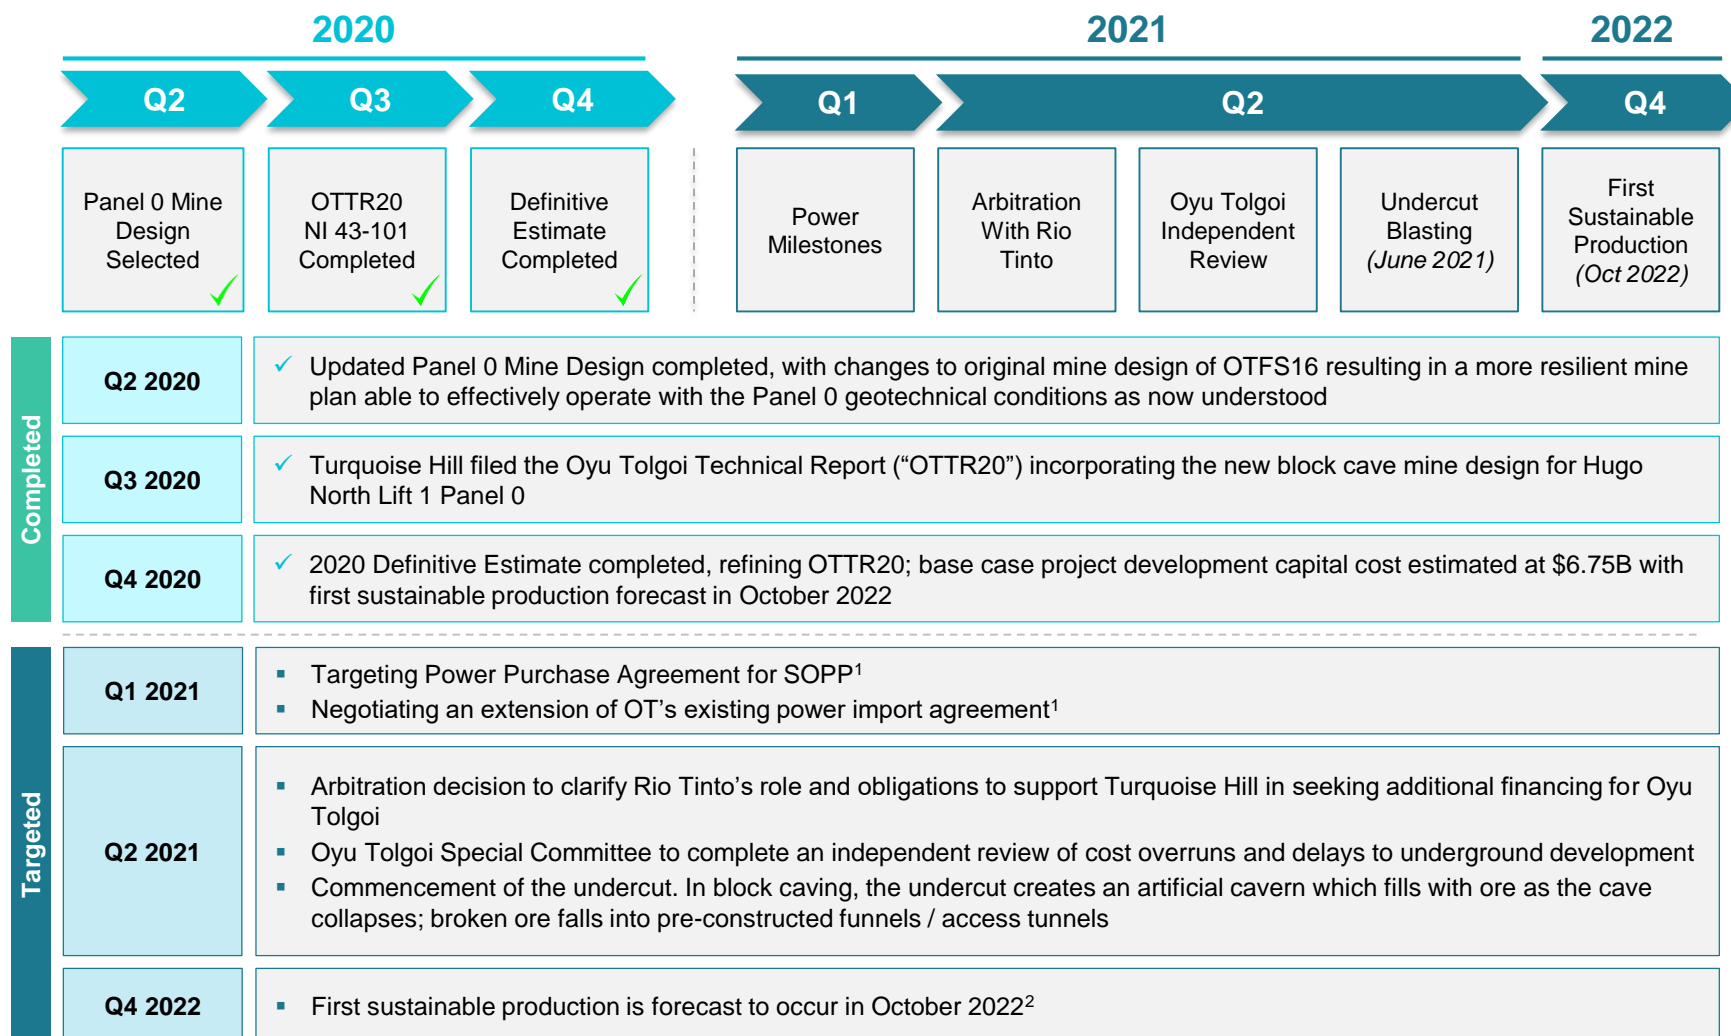 2020
2021
2022
Q2
Q3
Q4
Q1
Q2
Q4
Panel 0 Mine
Design
Selected
OTTR20
NI 43-101
Completed
Definitive
Estimate
Completed
Power
Milestones
Arbitration
With Rio
Tinto
Oyu Tolgoi
Independent
Review
Undercut
Blasting
(June 2021)
First
Sustainable
Production
(Oct 2022)
Completed
Q2 2020
✓ Updated Panel 0 Mine Design completed, with changes to original mine design of OTFS16 resulting in a more resilient mine
plan able to effectively operate with the Panel 0 geotechnical conditions as now understood
Q3 2020
✓ Turquoise Hill filed the Oyu Tolgoi Technical Report (“OTTR20”) incorporating the new block cave mine design for Hugo
North Lift 1 Panel 0
Q4 2020
✓ 2020 Definitive Estimate completed, refining OTTR20; base case project development capital cost estimated at $6.75B with
first sustainable production forecast in October 2022
Targeted
Q1 2021
▪ Targeting Power Purchase Agreement for SOPP¹
▪ Negotiating an extension of OT’s existing power import agreement¹
Q2 2021
▪ Arbitration decision to clarify Rio Tinto’s role and obligations to support Turquoise Hill in seeking additional financing for Oyu
Tolgoi
▪ Oyu Tolgoi Special Committee to complete an independent review of cost overruns and delays to underground development
▪ Commencement of the undercut. In block caving, the undercut creates an artificial cavern which fills with ore as the cave
collapses; broken ore falls into pre-constructed funnels / access tunnels
Q4 2022
▪ First sustainable production is forecast to occur in October 2022²